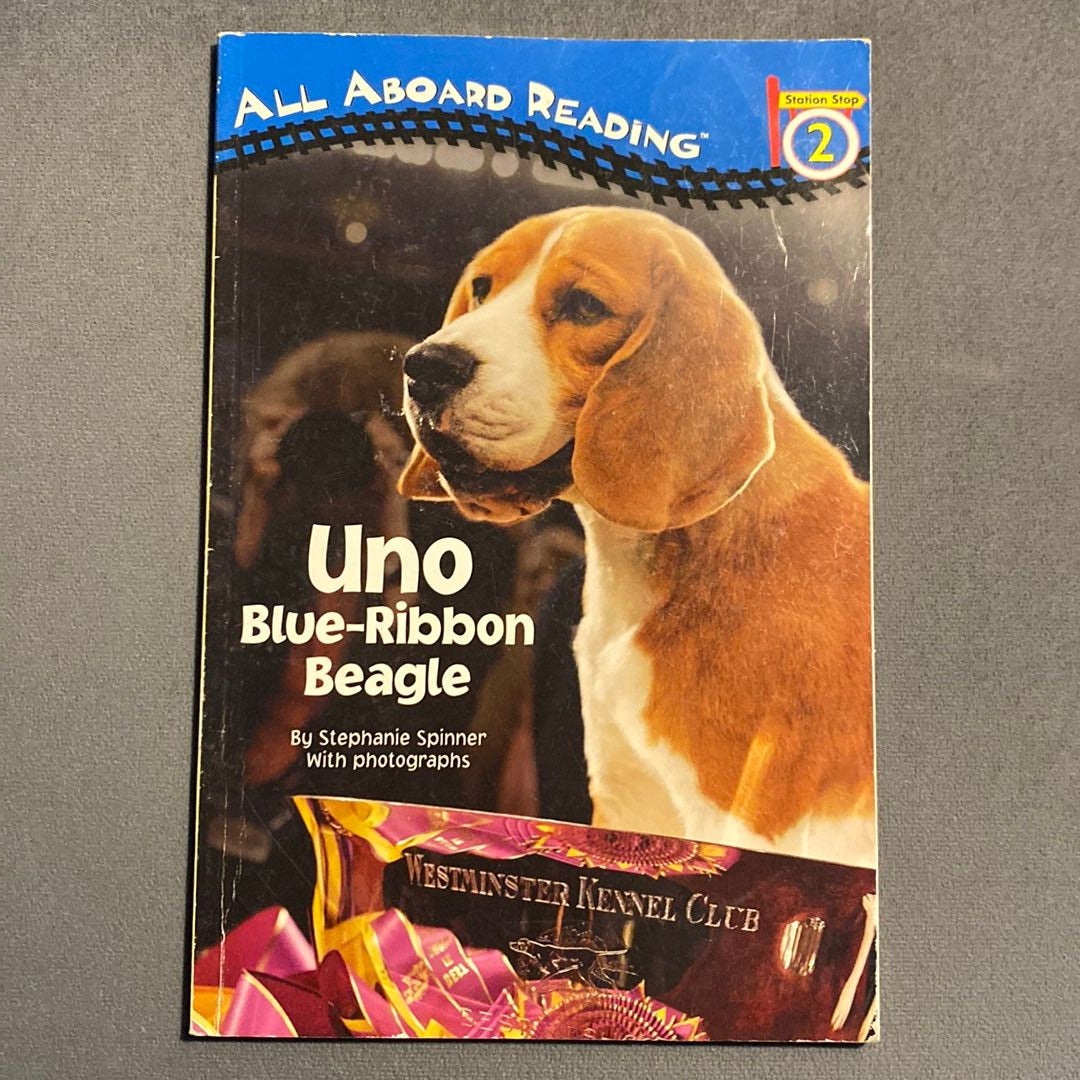 ALL ABOARD READING™
Station Stop
2
Uno
Blue-Ribbon
Beagle
By Stephanie Spinner
With photographs
WESTMINSTER KENNEL CLUB